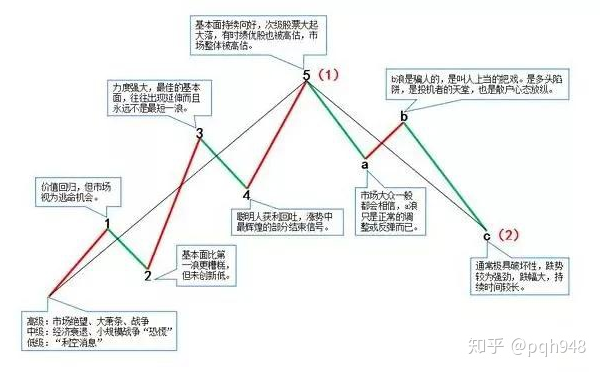 基本面持续向好，次级股票大起
大落，有时绩优股也被高估，市
场整体被高估。
5 (1)
b浪是骗人的，是叫人上当的把戏。是多头陷
阱，是投机者的天堂，也是散户心态放纵。
力度强大，最佳的基本
面，往往出现延伸而且
永远不是最短一浪。
3
b
a
价值回归，但市场
视为逃命机会。
4
市场大众一般
都会相信，a浪
只是正常的调
整或反弹而已。
聪明人获利回吐，涨势中
最辉煌的部分结束信号。
1
c (2)
基本面比第
一浪更糟糕，
但未创新低。
2
通常极具破坏性，跌势
较为强劲，跌幅大，持
续时间较长。
高级：市场绝望、大萧条、战争
中级：经济衰退、小规模战争“恐慌”
低级：“利空消息”
知乎 @pqh948